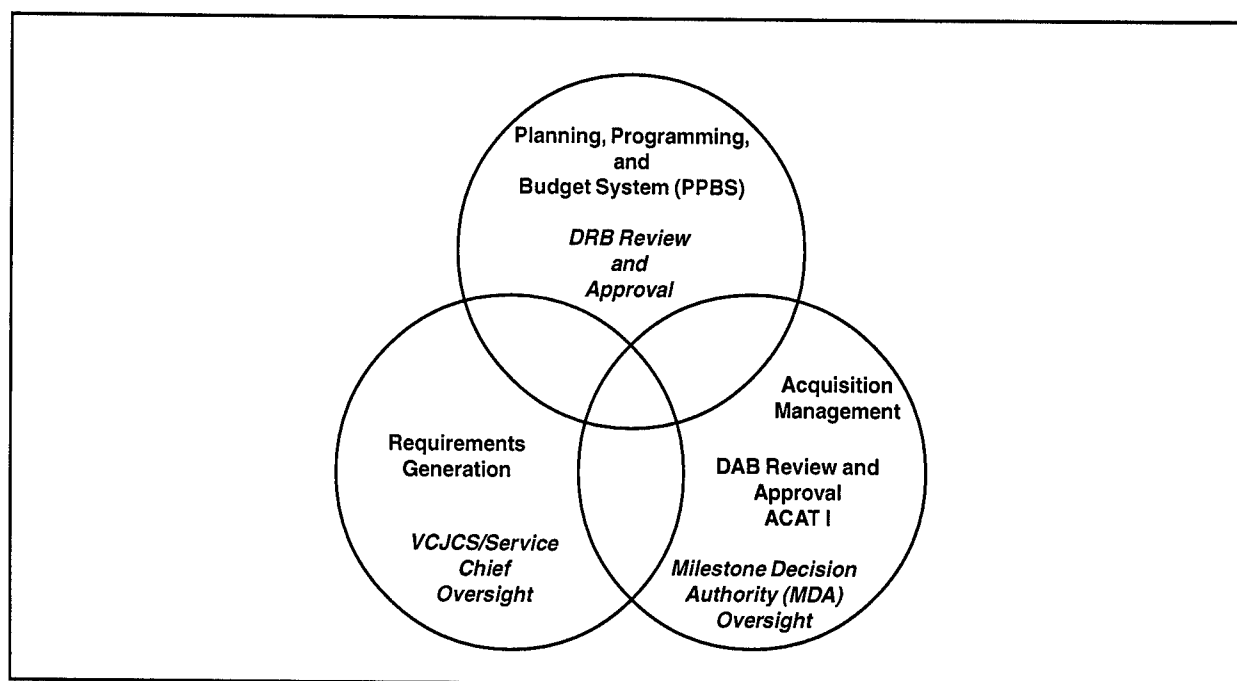 Planning, Programming,
and
Budget System (PPBS)
DRB Review
and
Approval
Requirements
Generation
VCJCS/Service
Chief
Oversight
Acquisition
Management
DAB Review and
Approval
ACAT I
Milestone Decision
Authority (MDA)
Oversight